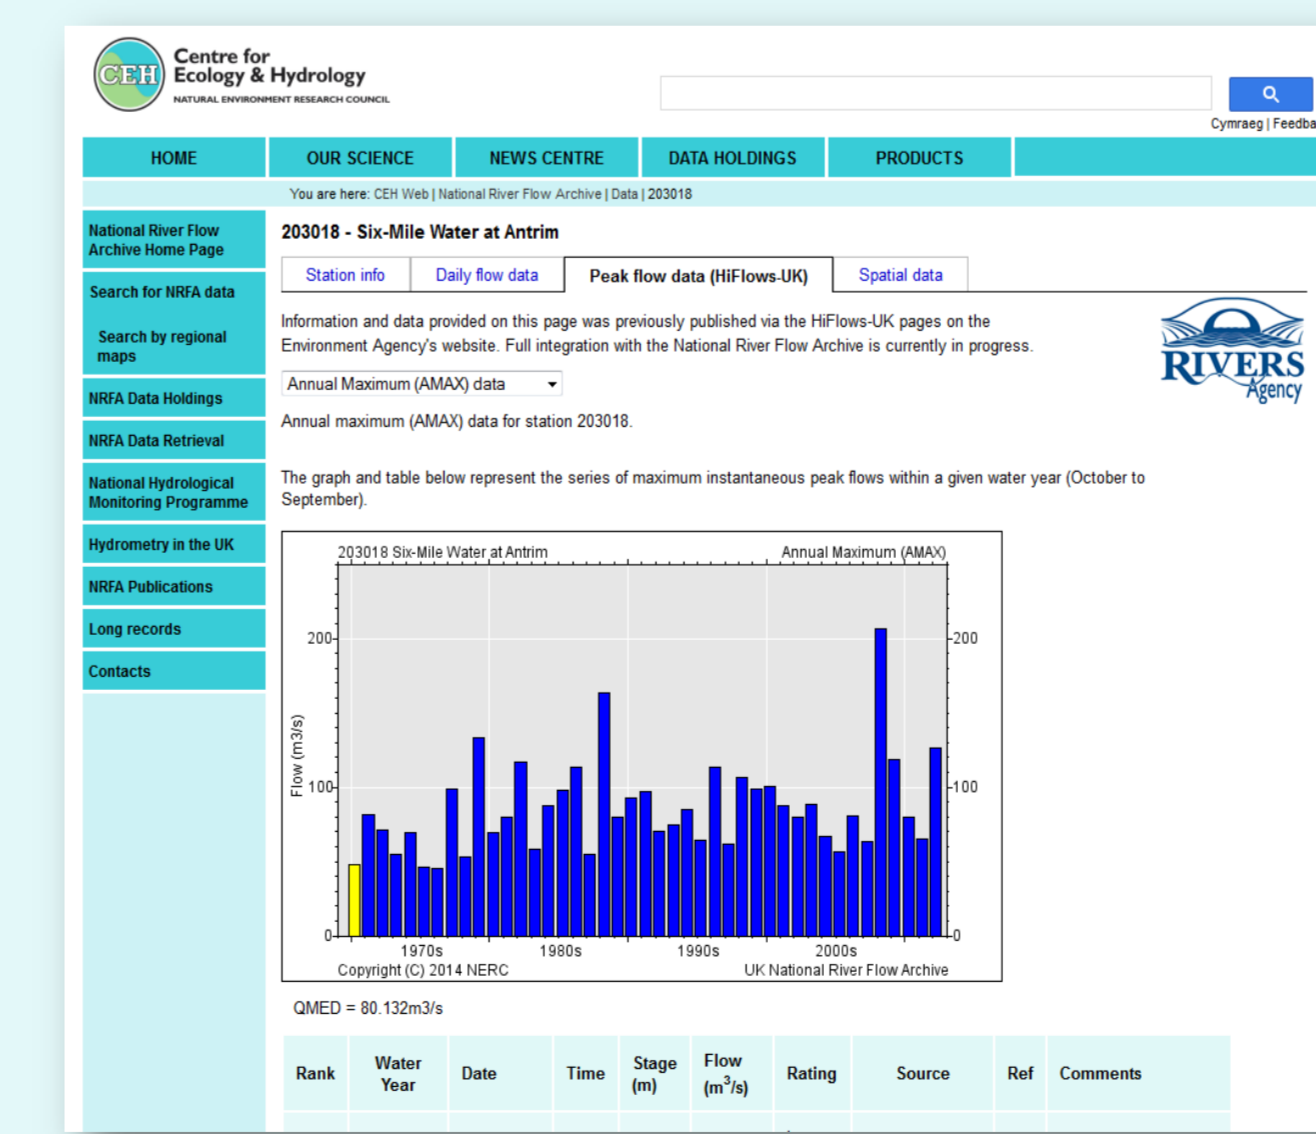 CEH
Centre for
Ecology & Hydrology
NATURAL ENVIRONMENT RESEARCH COUNCIL
Cymraeg | Feedba
HOME
OUR SCIENCE
NEWS CENTRE
DATA HOLDINGS
PRODUCTS
You are here: CEH Web | National River Flow Archive | Data | 203018
National River Flow
Archive Home Page
Search for NRFA data
Search by regional
maps
NRFA Data Holdings
NRFA Data Retrieval
National Hydrological
Monitoring Programme
Hydrometry in the UK
NRFA Publications
Long records
Contacts
203018 - Six-Mile Water at Antrim
Station info
Daily flow data
Peak flow data (HiFlows-UK)
Spatial data
Information and data provided on this page was previously published via the HiFlows-UK pages on the
Environment Agency's website. Full integration with the National River Flow Archive is currently in progress.
RIVERS
Agency
Annual Maximum (AMAX) data
Annual maximum (AMAX) data for station 203018.
The graph and table below represent the series of maximum instantaneous peak flows within a given water year (October to
September).
203018 Six-Mile Water at Antrim
Annual Maximum (AMAX)
Flow (m3/s)
200
100
0
200
100
0
1970s
1980s
1990s
2000s
Copyright (C) 2014 NERC
UK National River Flow Archive
QMED = 80.132m3/s
Rank
Water
Year
Date
Time
Stage
(m)
Flow
(m³/s)
Rating
Source
Ref
Comments